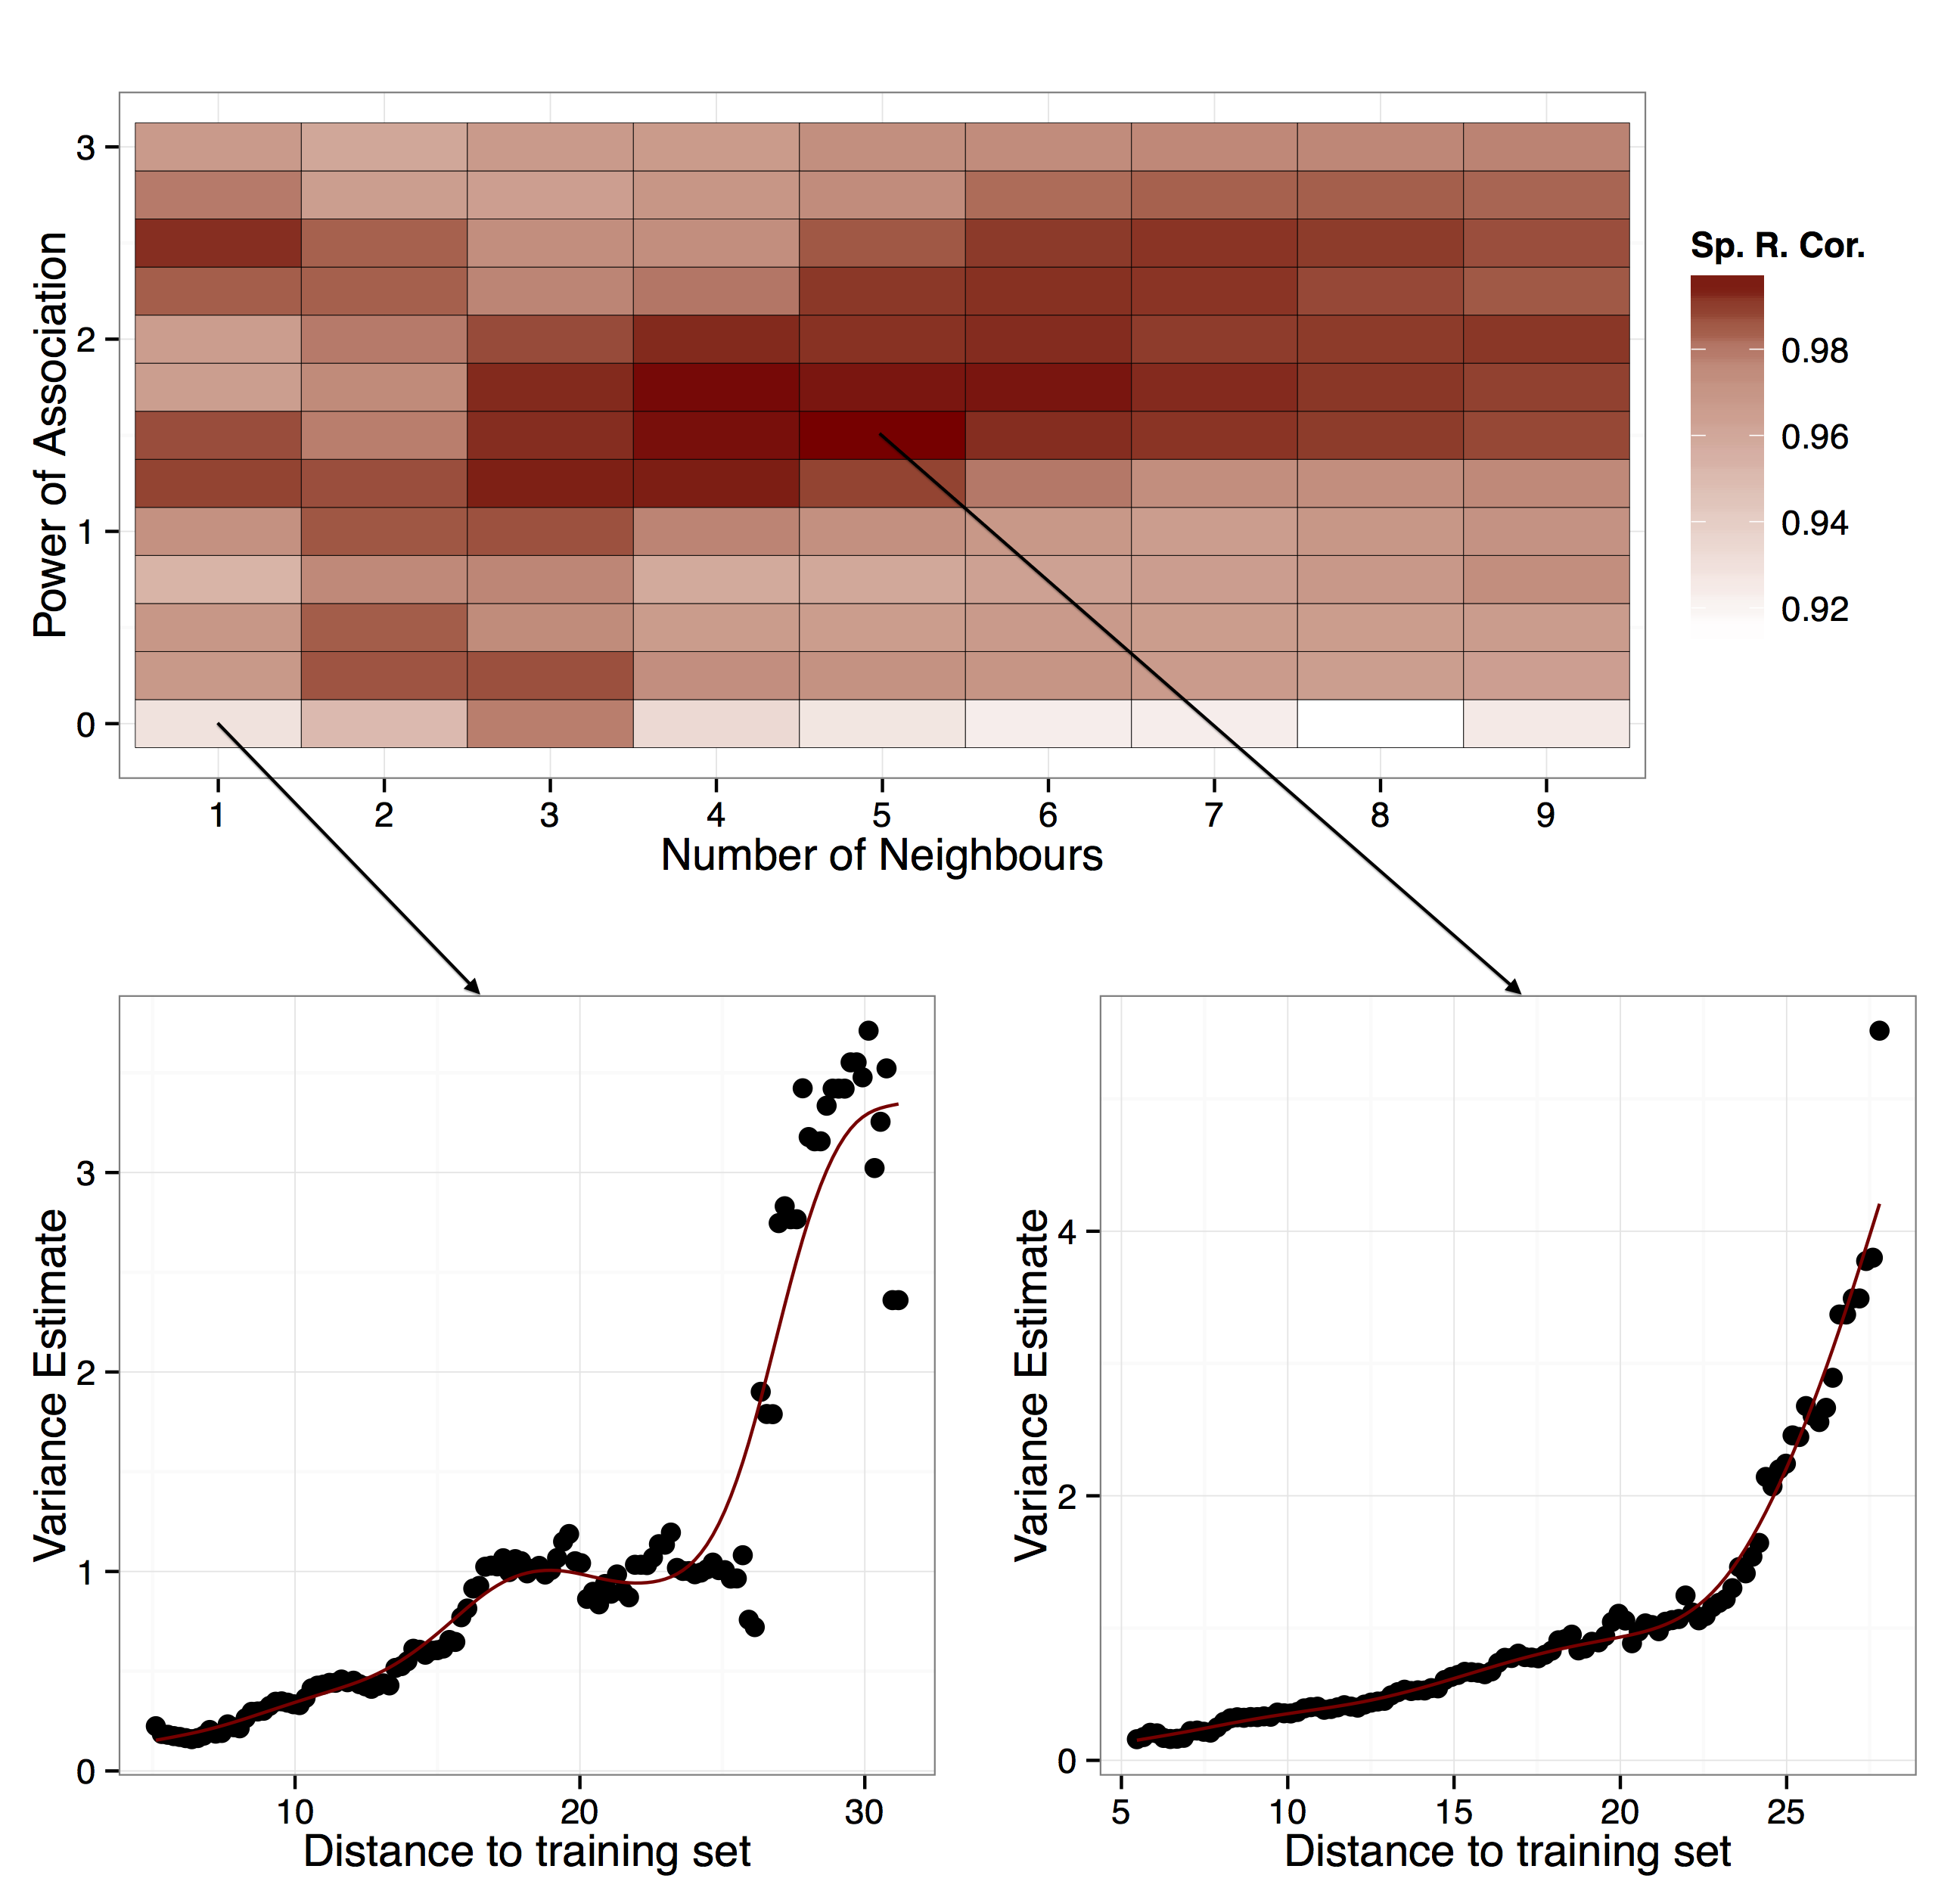 3
2
1
0
Power of Association
1 2 3 4 5 6 7 8 9
Number of Neighbours
Sp. R. Cor.
0.98
0.96
0.94
0.92
3
2
1
0
Variance Estimate
10 20 30
Distance to training set
4
2
0
Variance Estimate
5 10 15 20 25
Distance to training set